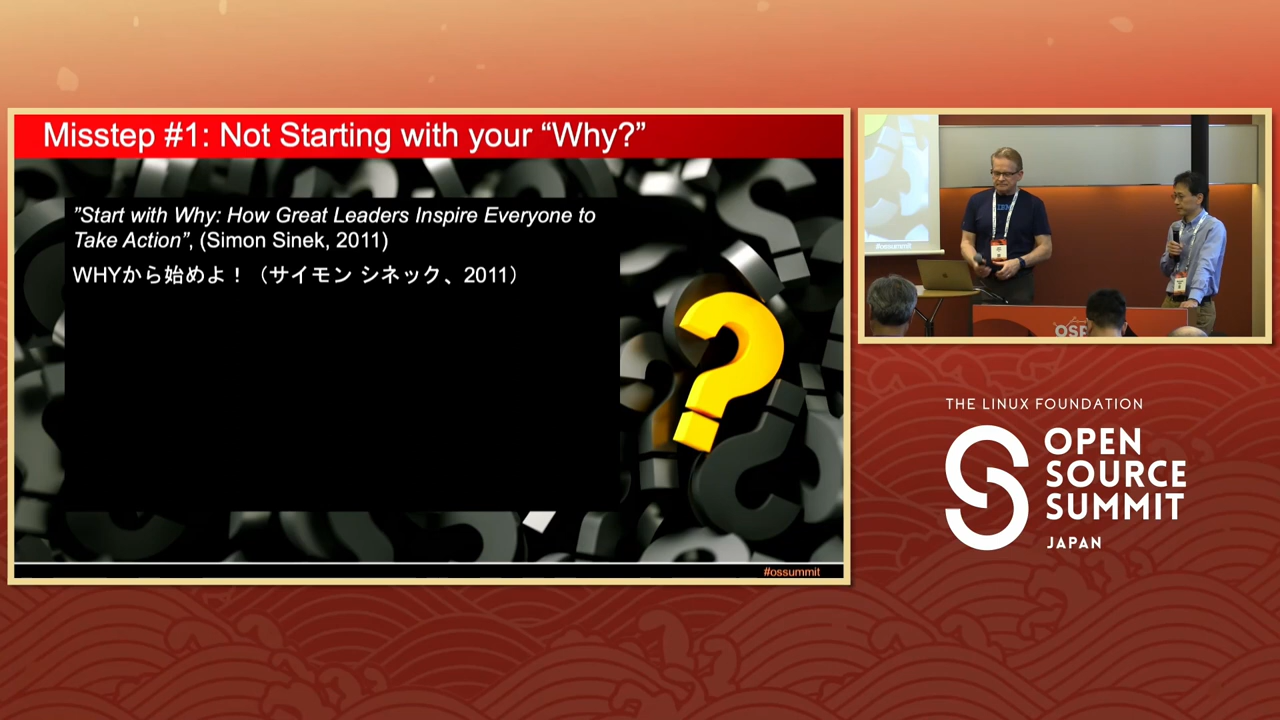 Misstep #1: Not Starting with your “Why?”
”Start with Why: How Great Leaders Inspire Everyone to
Take Action”, (Simon Sinek, 2011)
WHYから始めよ！（サイモン シネック、2011）
#ossummit
#ossummit
THE LINUX FOUNDATION
OPEN
SOURCE
SUMMIT
JAPAN